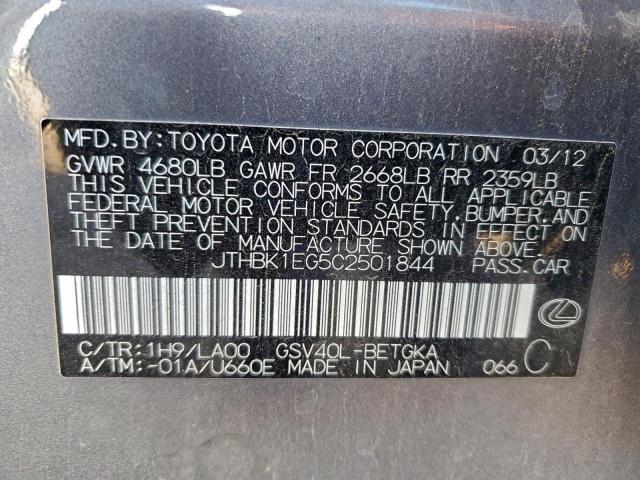 MFD.BY:TOYOTA MOTOR CORPORATION 03/12
GVWR 4680LB GAWR FR 2668LB RR 2359LB
THIS VEHICLE CONFORMS TO ALL APPLICABLE
FEDERAL MOTOR VEHICLE SAFETY,BUMPER,AND
THEFT PREVENTION STANDARDS IN EFFECT ON
THE DATE OF MANUFACTURE SHOWN ABOVE.
JTHBK1EG5C2501844 PASS.CAR
C/TR:1H9/LA00 GSV40L-BETGKA
A/TM:-01A/U660E MADE IN JAPAN 066 C